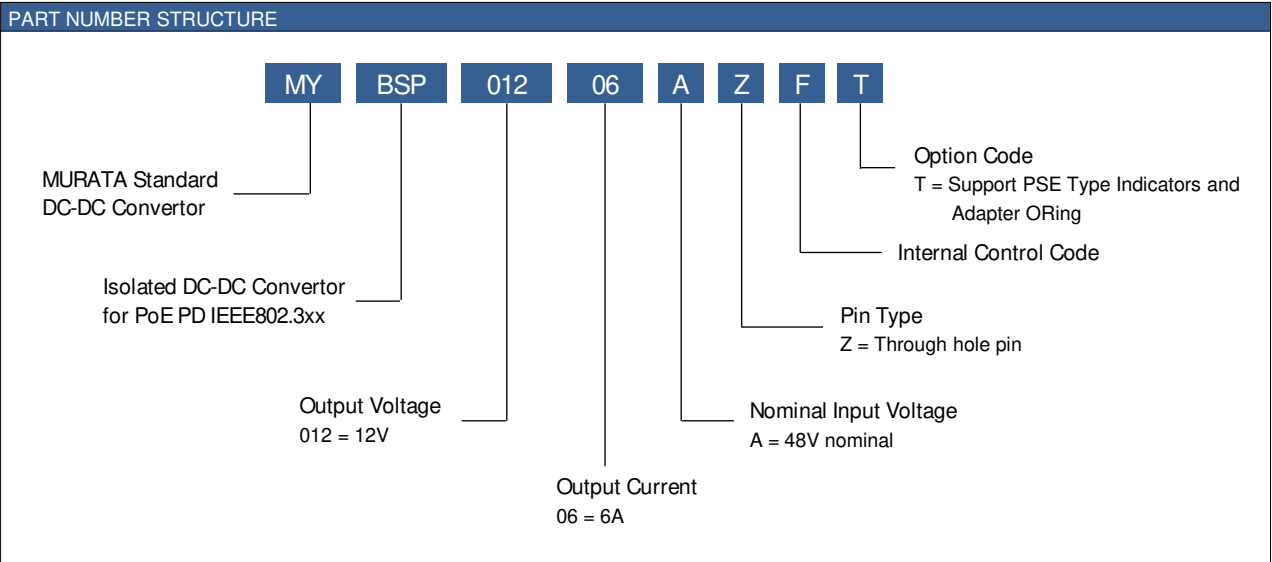 PART NUMBER STRUCTURE
MY BSP 012 06 A Z F T
MURATA Standard
DC-DC Convertor
Isolated DC-DC Convertor
for PoE PD IEEE802.3xx
Output Voltage
012 = 12V
Output Current
06 = 6A
Nominal Input Voltage
A = 48V nominal
Pin Type
Z = Through hole pin
Internal Control Code
Option Code
T = Support PSE Type Indicators and
Adapter ORing